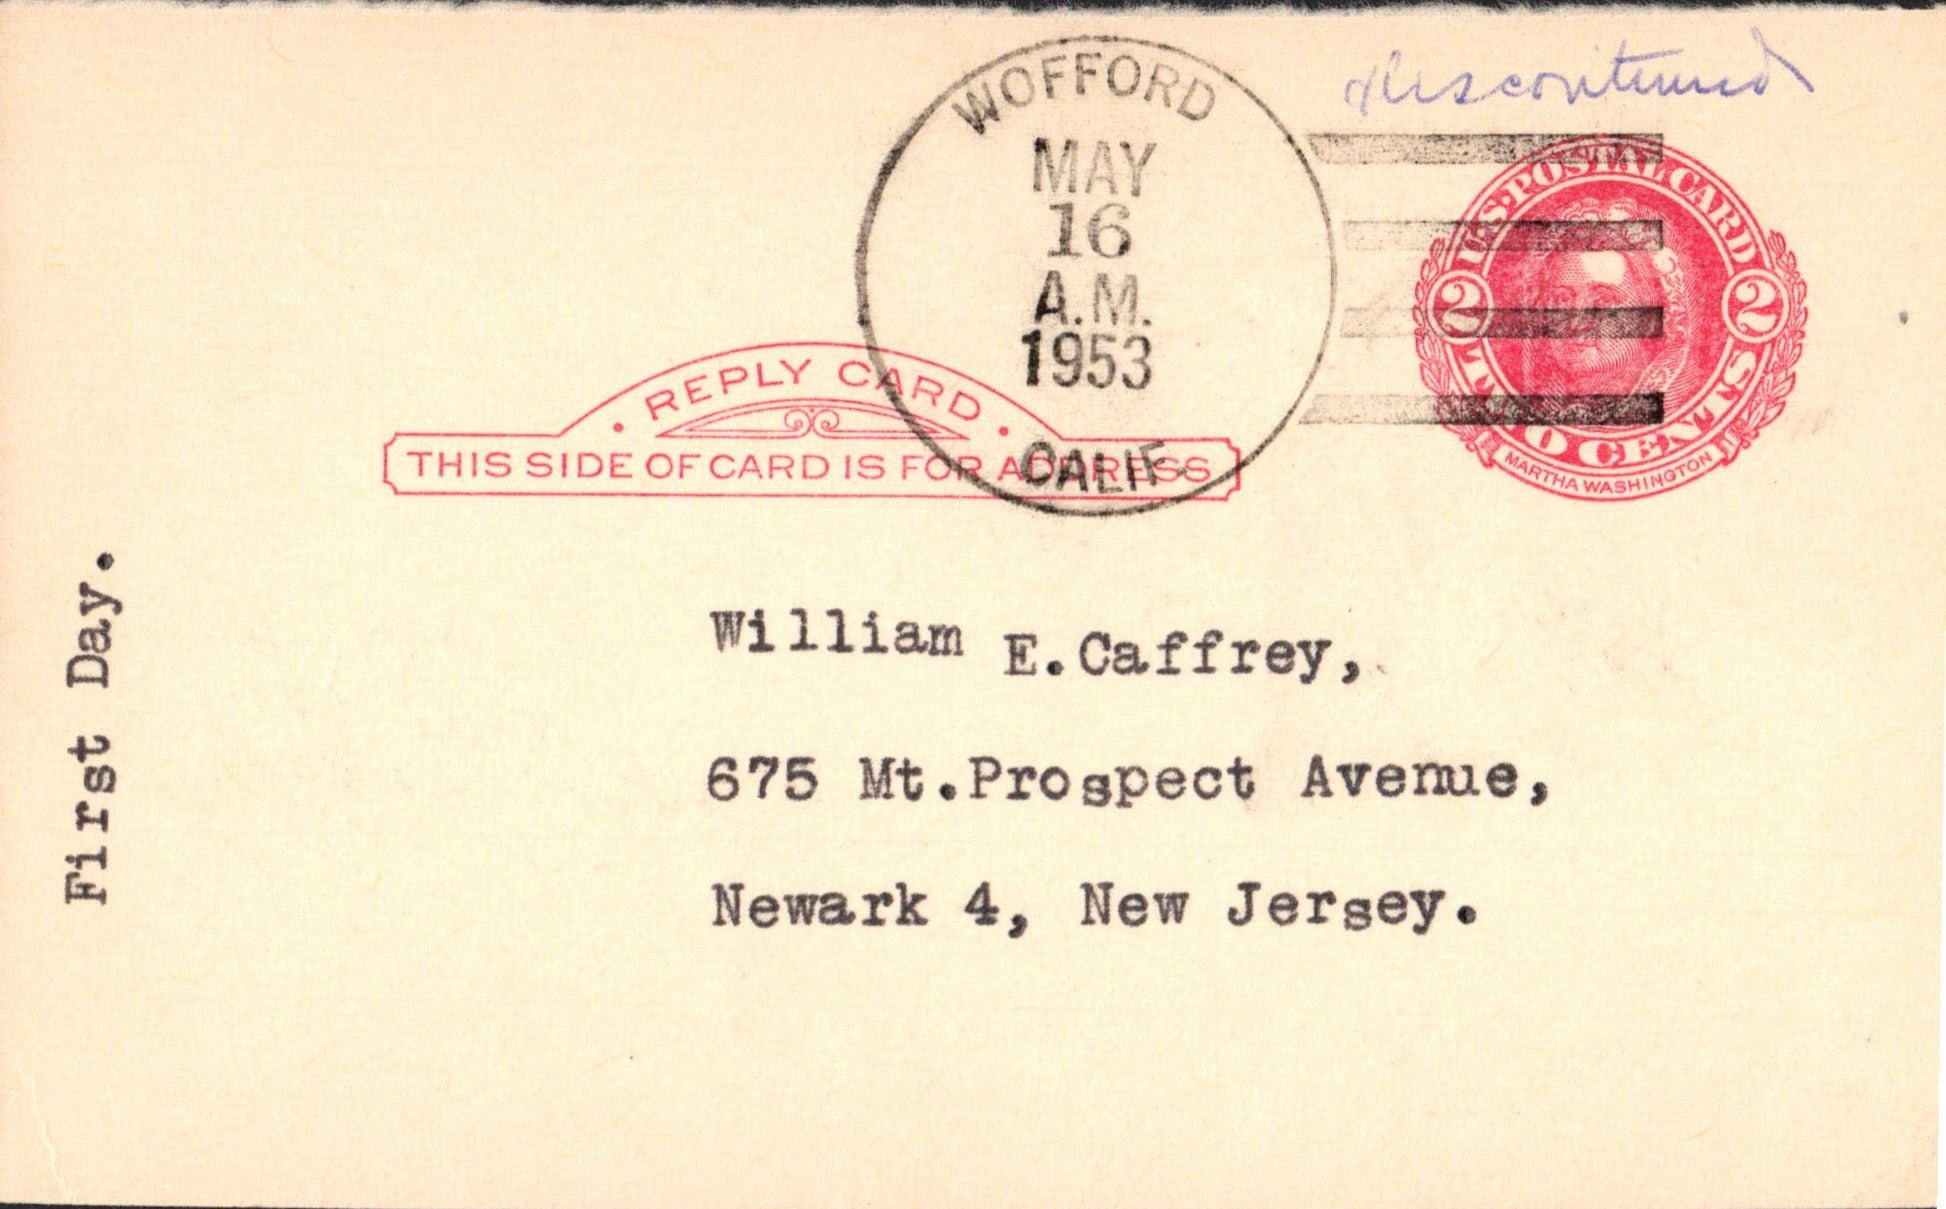 discontinued
WOFFORD
MAY
16
A.M.
1953
CALIF.
U.S. POSTAL CARD
2 2
TWO CENTS
MARTHA WASHINGTON
· REPLY CARD ·
THIS SIDE OF CARD IS FOR ADDRESS
First Day.
William E.Caffrey,
675 Mt.Prospect Avenue,
Newark 4, New Jersey.